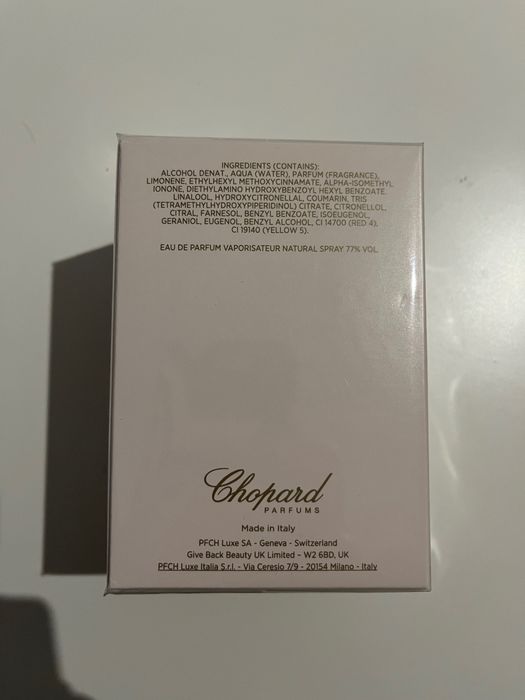 INGREDIENTS (CONTAINS):
ALCOHOL DENAT., AQUA (WATER), PARFUM (FRAGRANCE),
LIMONENE, ETHYLHEXYL METHOXYCINNAMATE, ALPHA-ISOMETHYL
IONONE, DIETHYLAMINO HYDROXYBENZOYL HEXYL BENZOATE,
LINALOOL, HYDROXYCITRONELLAL, COUMARIN, TRIS
(TETRAMETHYLHYDROXYPIPERIDINOL) CITRATE, CITRONELLOL,
CITRAL, FARNESOL, BENZYL BENZOATE, ISOEUGENOL,
GERANIOL, EUGENOL, BENZYL ALCOHOL, CI 14700 (RED 4),
CI 19140 (YELLOW 5).
EAU DE PARFUM VAPORISATEUR NATURAL SPRAY 77% VOL
Chopard
PARFUMS
Made in Italy
PFCH Luxe SA - Geneva - Switzerland
Give Back Beauty UK Limited - W2 6BD, UK
PFCH Luxe Italia S.r.l. - Via Ceresio 7/9 - 20154 Milano - Italy